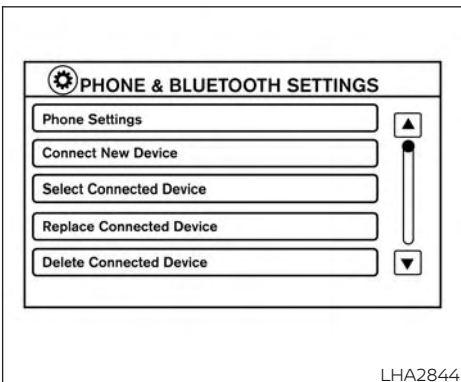 PHONE & BLUETOOTH SETTINGS
Phone Settings
Connect New Device
Select Connected Device
Replace Connected Device
Delete Connected Device
LHA2844